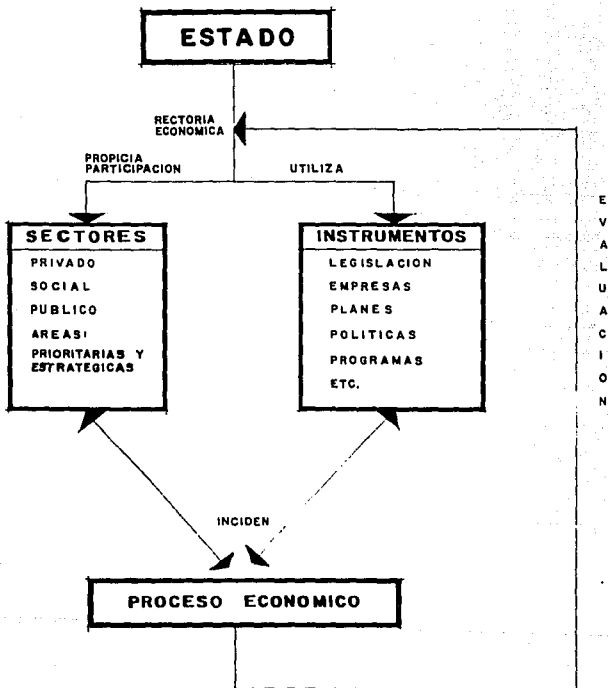 ESTADO
RECTORIA
ECONOMICA
PROPICIA
PARTICIPACION
UTILIZA
SECTORES
PRIVADO
SOCIAL
PUBLICO
AREAS:
PRIORITARIAS Y
ESTRATEGICAS
INSTRUMENTOS
LEGISLACION
EMPRESAS
PLANES
POLITICAS
PROGRAMAS
ETC.
EVALUACION
INCIDEN
PROCESO ECONOMICO